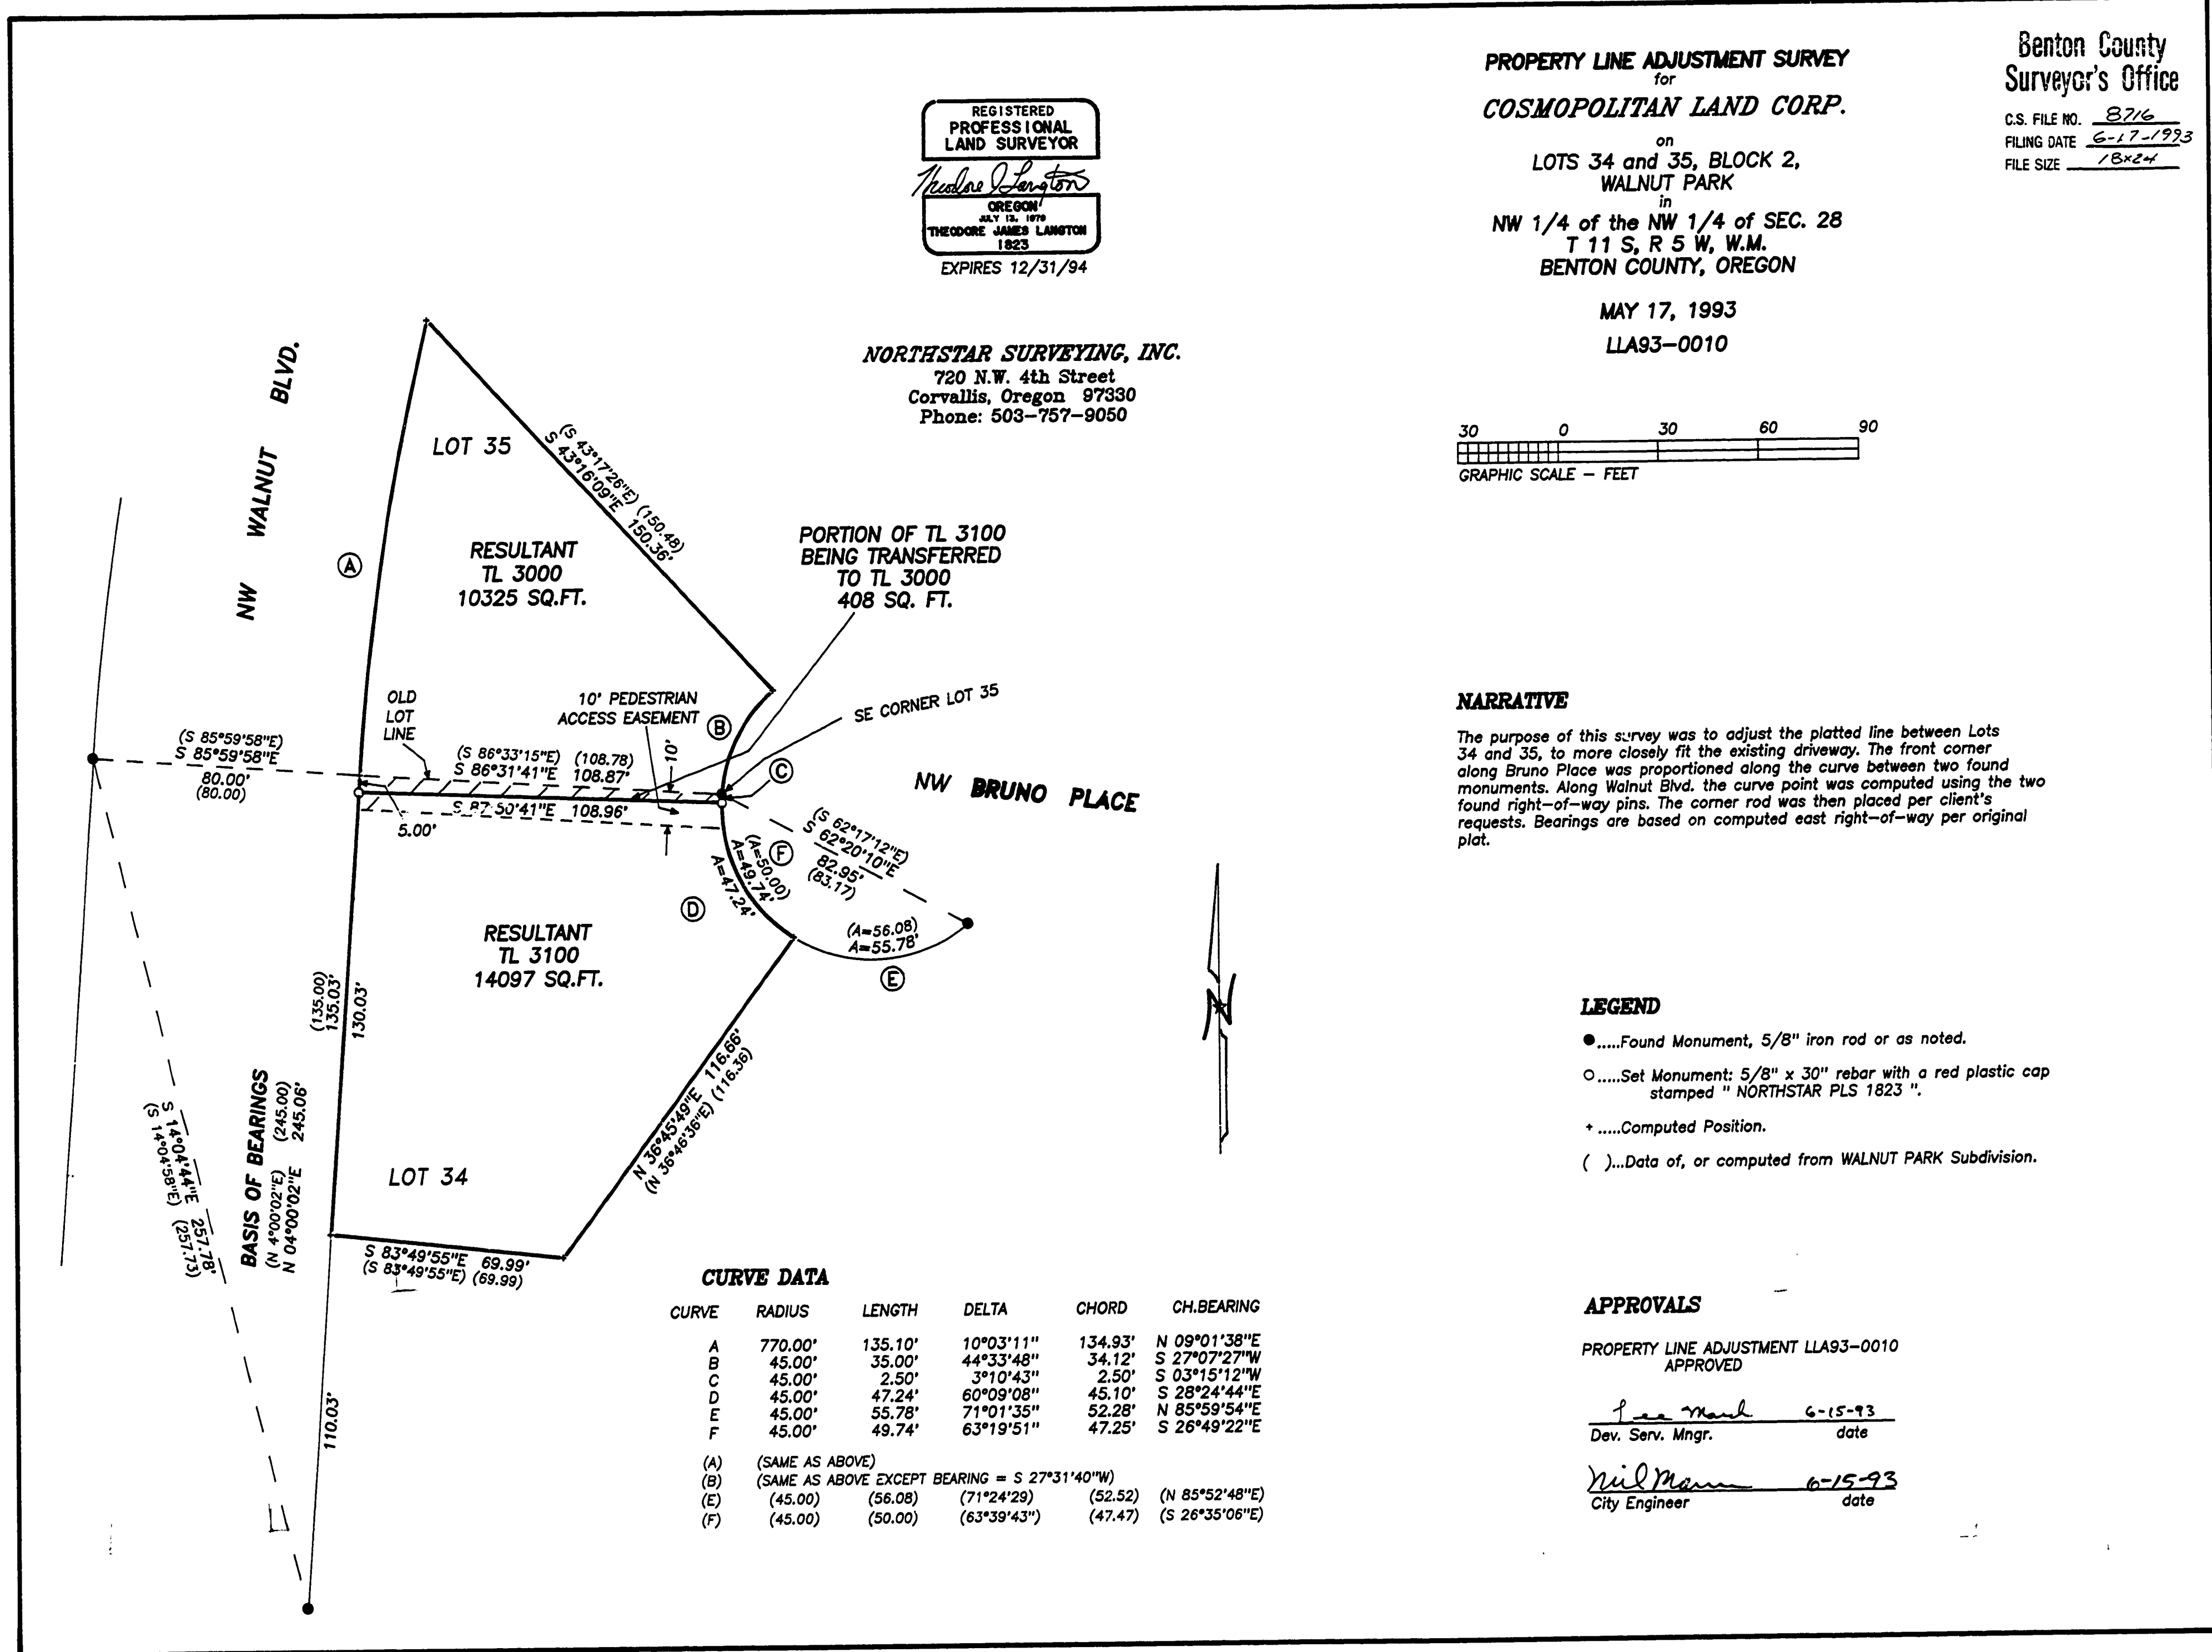 Benton County
Surveyor's Office
C.S. FILE NO. 8716
FILING DATE 6-17-1993
FILE SIZE 18x24
PROPERTY LINE ADJUSTMENT SURVEY
for
COSMOPOLITAN LAND CORP.
on
LOTS 34 and 35, BLOCK 2,
WALNUT PARK
in
NW 1/4 of the NW 1/4 of SEC. 28
T 11 S, R 5 W, W.M.
BENTON COUNTY, OREGON
MAY 17, 1993
LLA93-0010
REGISTERED
PROFESSIONAL
LAND SURVEYOR
Theodore J Langton
OREGON
JULY 13, 1979
THEODORE JAMES LANGTON
1823
EXPIRES 12/31/94
NORTHSTAR SURVEYING, INC.
720 N.W. 4th Street
Corvallis, Oregon 97330
Phone: 503-757-9050
30 0 30 60 90
GRAPHIC SCALE - FEET
NW WALNUT BLVD.
LOT 35
(S 43°17'26"E) (150.48)
S 43°16'09"E 150.36'
A
RESULTANT
TL 3000
10325 SQ.FT.
PORTION OF TL 3100
BEING TRANSFERRED
TO TL 3000
408 SQ. FT.
OLD
LOT
LINE
10' PEDESTRIAN
ACCESS EASEMENT
B
10'
SE CORNER LOT 35
(S 85°59'58"E)
S 85°59'58"E
80.00'
(80.00)
(S 86°33'15"E) (108.78)
S 86°31'41"E 108.87'
C
S 87°50'41"E 108.96'
5.00'
NW BRUNO PLACE
(S 62°17'12"E)
S 62°20'10"E
82.95'
(83.17)
F
(A=50.00)
A=49.74'
A=47.24'
D
(A=56.08)
A=55.78'
E
RESULTANT
TL 3100
14097 SQ.FT.
(135.00)
135.03'
130.03'
N 36°45'49"E 116.66'
(N 36°46'36"E) (116.36)
BASIS OF BEARINGS
(N 4°00'02"E) (245.00)
N 04°00'02"E 245.06'
S 14°04'44"E 257.78'
(S 14°04'58"E) (257.73)
LOT 34
S 83°49'55"E 69.99'
(S 83°49'55"E) (69.99)
110.03'
N
NARRATIVE
The purpose of this survey was to adjust the platted line between Lots
34 and 35, to more closely fit the existing driveway. The front corner
along Bruno Place was proportioned along the curve between two found
monuments. Along Walnut Blvd. the curve point was computed using the two
found right-of-way pins. The corner rod was then placed per client's
requests. Bearings are based on computed east right-of-way per original
plat.
LEGEND
●.....Found Monument, 5/8" iron rod or as noted.
○.....Set Monument: 5/8" x 30" rebar with a red plastic cap
stamped " NORTHSTAR PLS 1823 ".
+ .....Computed Position.
( )...Data of, or computed from WALNUT PARK Subdivision.
CURVE DATA
CURVE RADIUS LENGTH DELTA CHORD CH.BEARING
A 770.00' 135.10' 10°03'11" 134.93' N 09°01'38"E
B 45.00' 35.00' 44°33'48" 34.12' S 27°07'27"W
C 45.00' 2.50' 3°10'43" 2.50' S 03°15'12"W
D 45.00' 47.24' 60°09'08" 45.10' S 28°24'44"E
E 45.00' 55.78' 71°01'35" 52.28' N 85°59'54"E
F 45.00' 49.74' 63°19'51" 47.25' S 26°49'22"E
(A) (SAME AS ABOVE)
(B) (SAME AS ABOVE EXCEPT BEARING = S 27°31'40"W)
(E) (45.00) (56.08) (71°24'29) (52.52) (N 85°52'48"E)
(F) (45.00) (50.00) (63°39'43") (47.47) (S 26°35'06"E)
APPROVALS
PROPERTY LINE ADJUSTMENT LLA93-0010
APPROVED
6-15-93
Dev. Serv. Mngr. date
6-15-93
City Engineer date